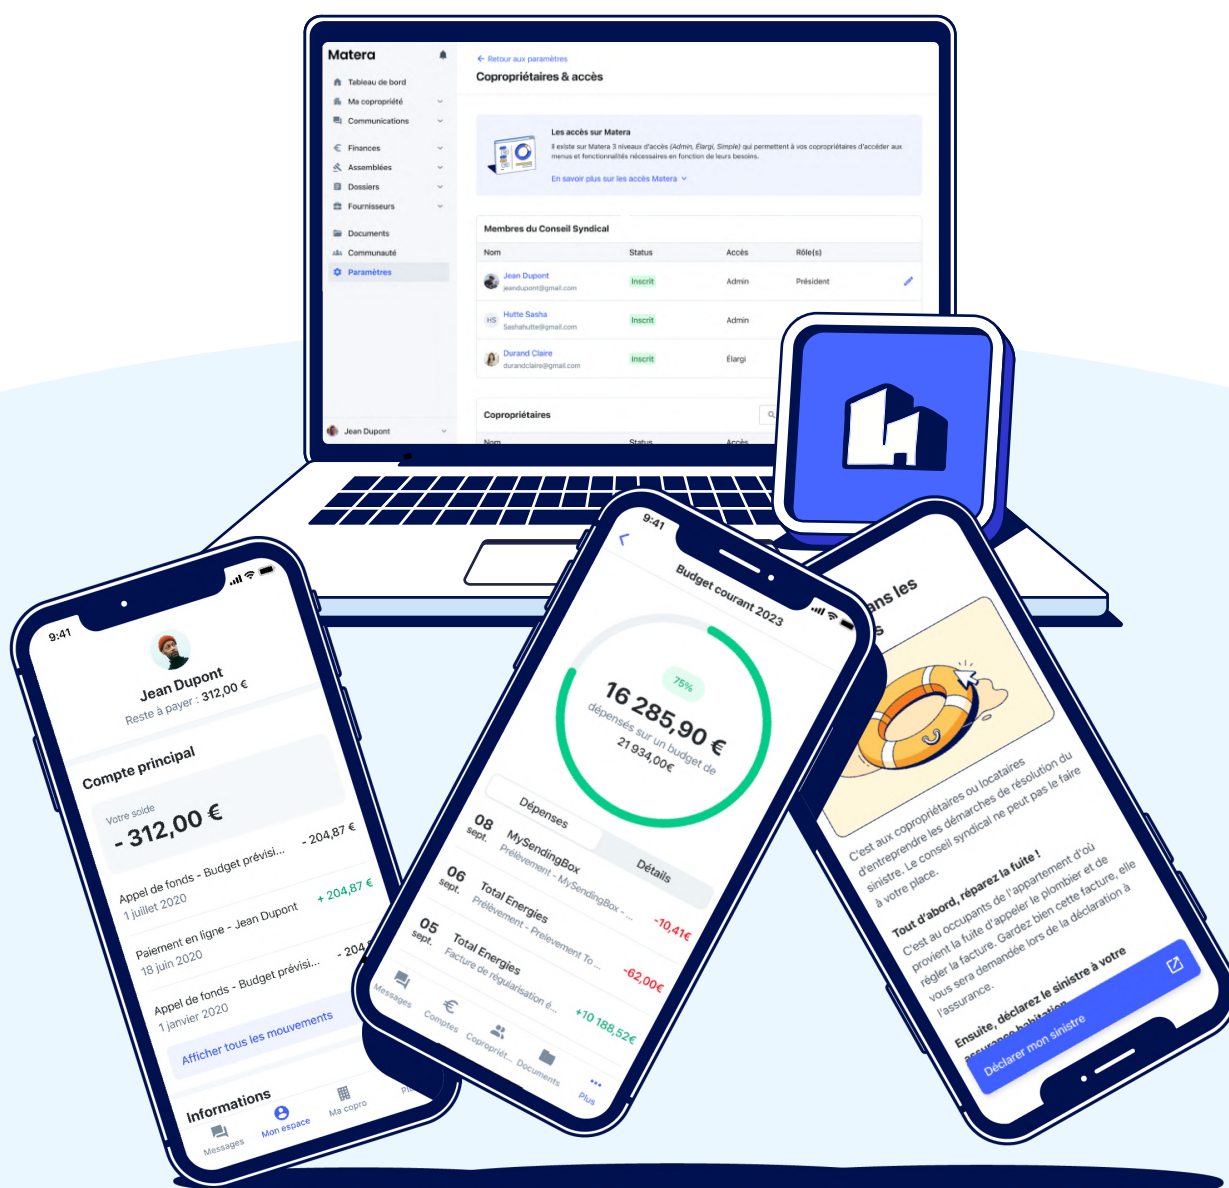 Matera
Tableau de bord
Ma copropriété
Communications
Finances
Assemblées
Dossiers
Fournisseurs
Documents
Communauté
Paramètres
Jean Dupont
← Retour aux paramètres
Copropriétaires & accès
Les accès sur Matera
Il existe sur Matera 3 niveaux d'accès (Admin, Élargi, Simple) qui permettent à vos copropriétaires d'accéder aux
menus et fonctionnalités nécessaires en fonction de leurs besoins.
En savoir plus sur les accès Matera
Membres du Conseil Syndical
Nom Status Accès Rôle(s)
Jean Dupont Inscrit Admin Président
jeandupont@gmail.com
HS Hutte Sasha Inscrit Admin
Sashahutte@gmail.com
Durand Claire Inscrit Élargi
durandclaire@gmail.com
Copropriétaires
Nom Status Accès
9:41
Jean Dupont
Reste à payer : 312,00 €
Compte principal
Votre solde
- 312,00 €
Appel de fonds - Budget prévisi... - 204,87 €
1 juillet 2020
Paiement en ligne - Jean Dupont + 204,87 €
18 juin 2020
Appel de fonds - Budget prévisi... - 204,8
1 janvier 2020
Afficher tous les mouvements
Informations
Messages
Mon espace
Ma copro
9:41
Budget courant 2023
75%
16 285,90 €
dépensés sur un budget de
21 934,00€
Dépenses
Détails
08 sept. MySendingBox
Prélèvement - MySendingBox - ... -10,41€
06 sept. Total Energies
Prélèvement - Prelevement To ... -62,00€
05 sept. Total Energies
Facture de régularisation é... +10 188,52€
Messages
Comptes
Copropriét...
Documents
Plus
ans les
s
C'est aux copropriétaires ou locataires
d'entreprendre les démarches de résolution du
sinistre. Le conseil syndical ne peut pas le faire
à votre place.
Tout d'abord, réparez la fuite !
C'est au occupants de l'appartement d'où
provient la fuite d'appeler le plombier et de
régler la facture. Gardez bien cette facture, elle
vous sera demandée lors de la déclaration à
l'assurance.
Ensuite, déclarez le sinistre à votre
assurance habitation
Déclarer mon sinistre